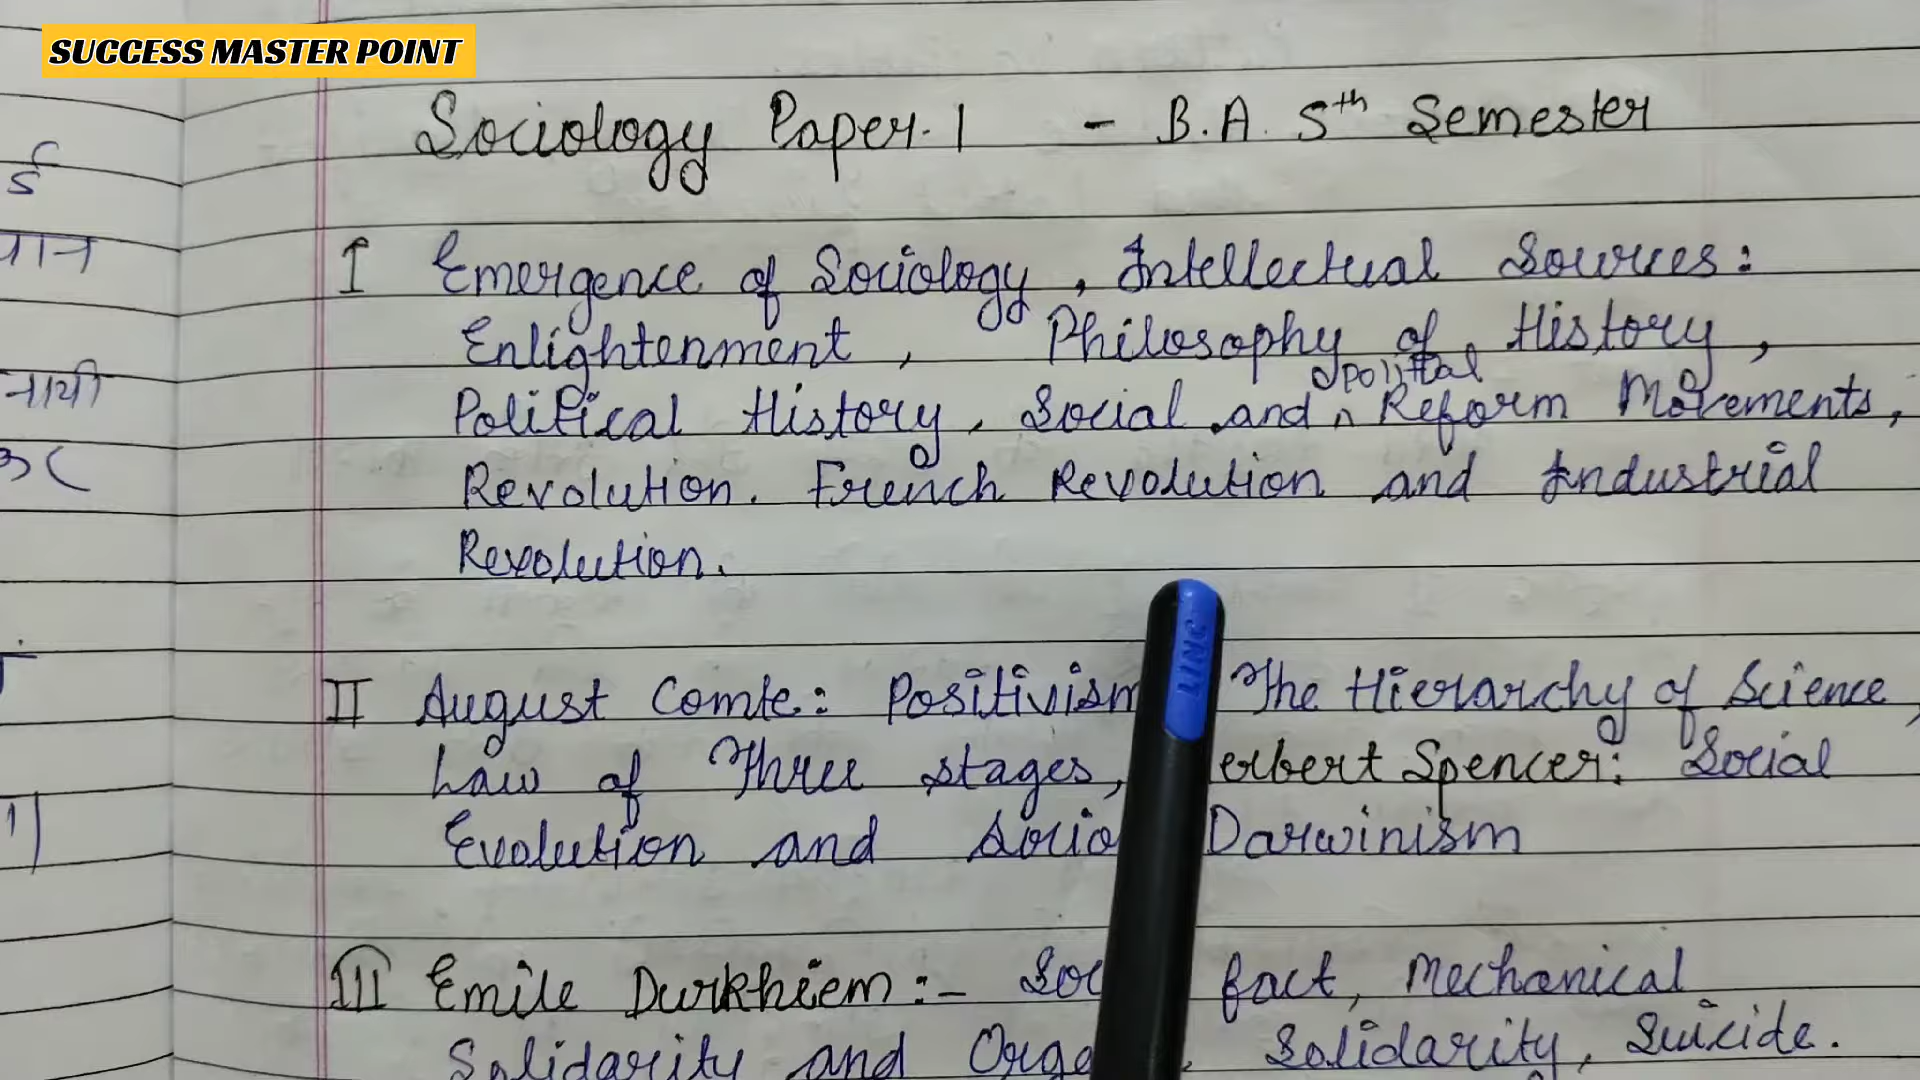 SUCCESS MASTER POINT
Sociology Paper.1 - B.A. 5th Semester
I Emergence of Sociology, Intellectual Sources:
Enlightenment, Philosophy of History,
Political History, Social and Reform Movements,
Revolution. French Revolution and Industrial
Revolution.
II August Comte: Positivism The Hierarchy of Science,
Law of Three stages, erbert Spencer: Social
Evolution and Darwinism
III Emile Durkhiem:- fact, Mechanical
Solidarity and Solidarity, Suicide.
LINC